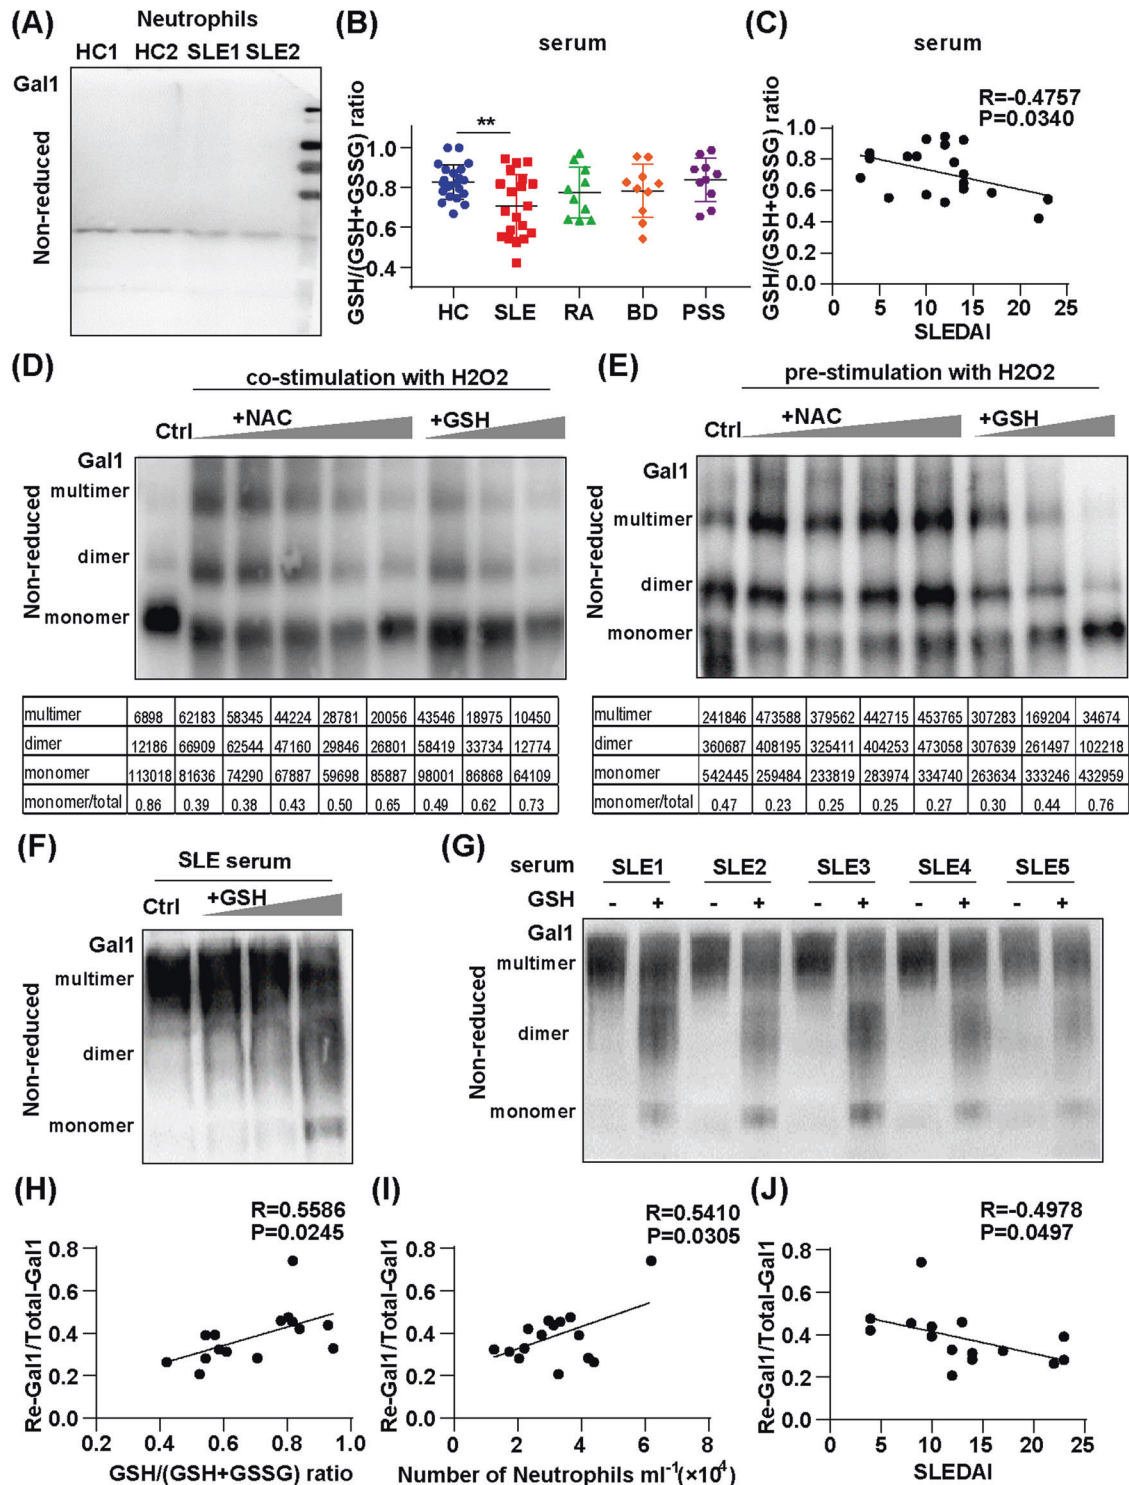 (A)
Neutrophils
HC1 HC2 SLE1 SLE2
Gal1
Non-reduced
(B)
serum
GSH/(GSH+GSSG) ratio
**
1.0
0.8
0.6
0.4
HC SLE RA BD PSS
(C)
serum
R=-0.4757
P=0.0340
GSH/(GSH+GSSG) ratio
1.0
0.8
0.6
0.4
0.2
0.0
0 5 10 15 20 25
SLEDAI
(D)
co-stimulation with H2O2
Ctrl +NAC +GSH
Gal1
Non-reduced
multimer
dimer
monomer
multimer 6898 62183 58345 44224 28781 20056 43546 18975 10450
dimer 12186 66909 62544 47160 29846 26801 58419 33734 12774
monomer 113018 81636 74290 67887 59698 85887 98001 86868 64109
monomer/total 0.86 0.39 0.38 0.43 0.50 0.65 0.49 0.62 0.73
(E)
pre-stimulation with H2O2
Ctrl +NAC +GSH
Gal1
Non-reduced
multimer
dimer
monomer
multimer 241846 473588 379562 442715 453765 307283 169204 34674
dimer 360687 408195 325411 404253 473058 307639 261497 102218
monomer 542445 259484 233819 283974 334740 263634 333246 432959
monomer/total 0.47 0.23 0.25 0.25 0.27 0.30 0.44 0.76
(F)
SLE serum
Ctrl +GSH
Gal1
Non-reduced
multimer
dimer
monomer
(G)
serum SLE1 SLE2 SLE3 SLE4 SLE5
GSH - + - + - + - + - +
Gal1
Non-reduced
multimer
dimer
monomer
(H)
R=0.5586
P=0.0245
Re-Gal1/Total-Gal1
0.8
0.6
0.4
0.2
0.0
0.2 0.4 0.6 0.8 1.0
GSH/(GSH+GSSG) ratio
(I)
R=0.5410
P=0.0305
Re-Gal1/Total-Gal1
0.8
0.6
0.4
0.2
0.0
0 2 4 6 8
Number of Neutrophils ml⁻¹(×10⁴)
(J)
R=-0.4978
P=0.0497
Re-Gal1/Total-Gal1
0.8
0.6
0.4
0.2
0.0
0 5 10 15 20 25
SLEDAI